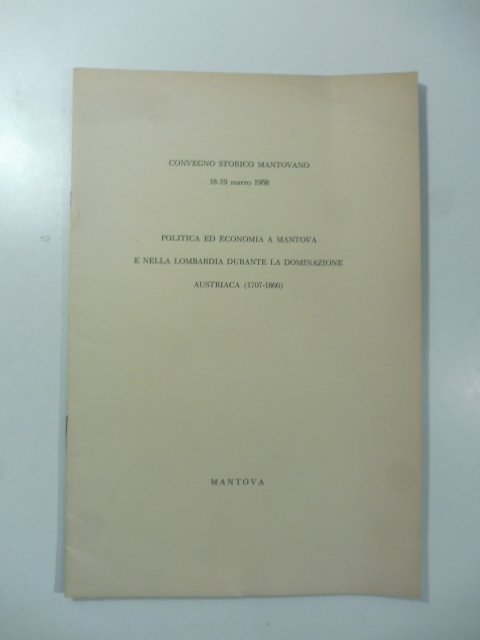 CONVEGNO STORICO MANTOVANO
18-19 marzo 1956
POLITICA ED ECONOMIA A MANTOVA
E NELLA LOMBARDIA DURANTE LA DOMINAZIONE
AUSTRIACA (1707-1866)
MANTOVA